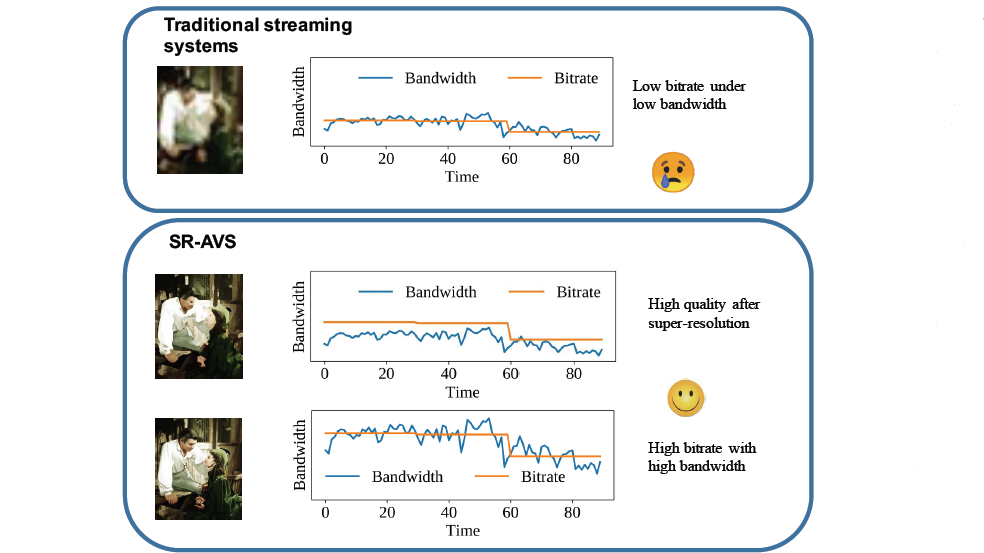 Traditional streaming
systems
Bandwidth
Bandwidth
Bitrate
0 20 40 60 80
Time
Low bitrate under
low bandwidth
SR-AVS
Bandwidth
Bandwidth
Bitrate
0 20 40 60 80
Time
High quality after
super-resolution
Bandwidth
Bandwidth
Bitrate
0 20 40 60 80
Time
High bitrate with
high bandwidth